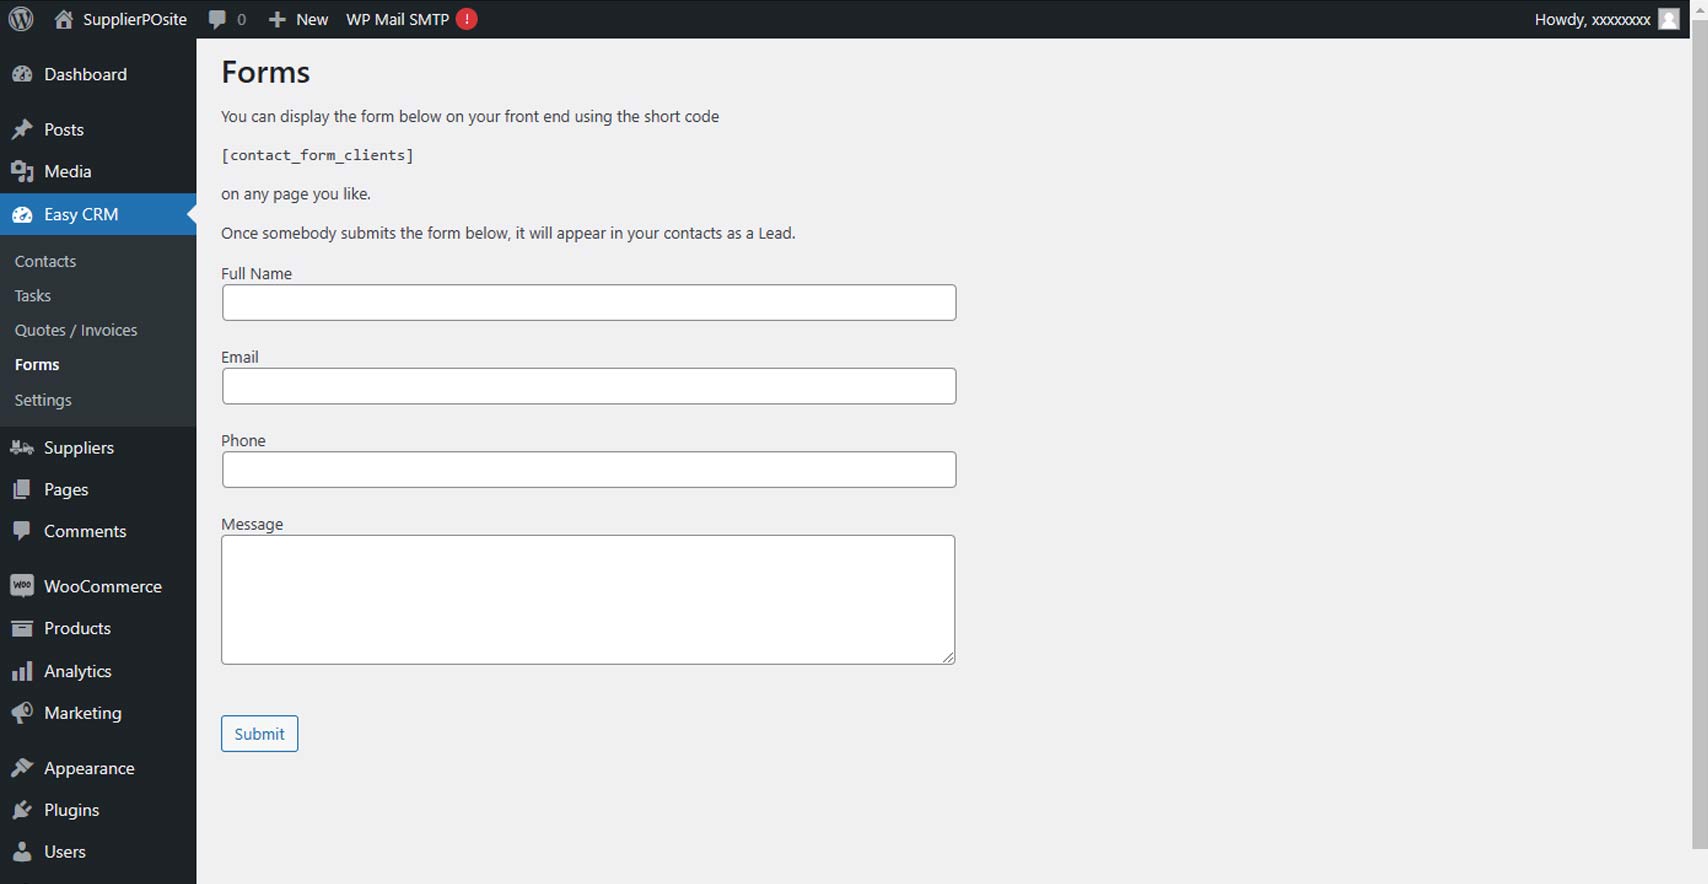 SupplierPOsite 0 New WP Mail SMTP ! Howdy, xxxxxxxx
Dashboard
Posts
Media
Easy CRM
Contacts
Tasks
Quotes / Invoices
Forms
Settings
Suppliers
Pages
Comments
WooCommerce
Products
Analytics
Marketing
Appearance
Plugins
Users
Forms
You can display the form below on your front end using the short code
[contact_form_clients]
on any page you like.
Once somebody submits the form below, it will appear in your contacts as a Lead.
Full Name
Email
Phone
Message
Submit